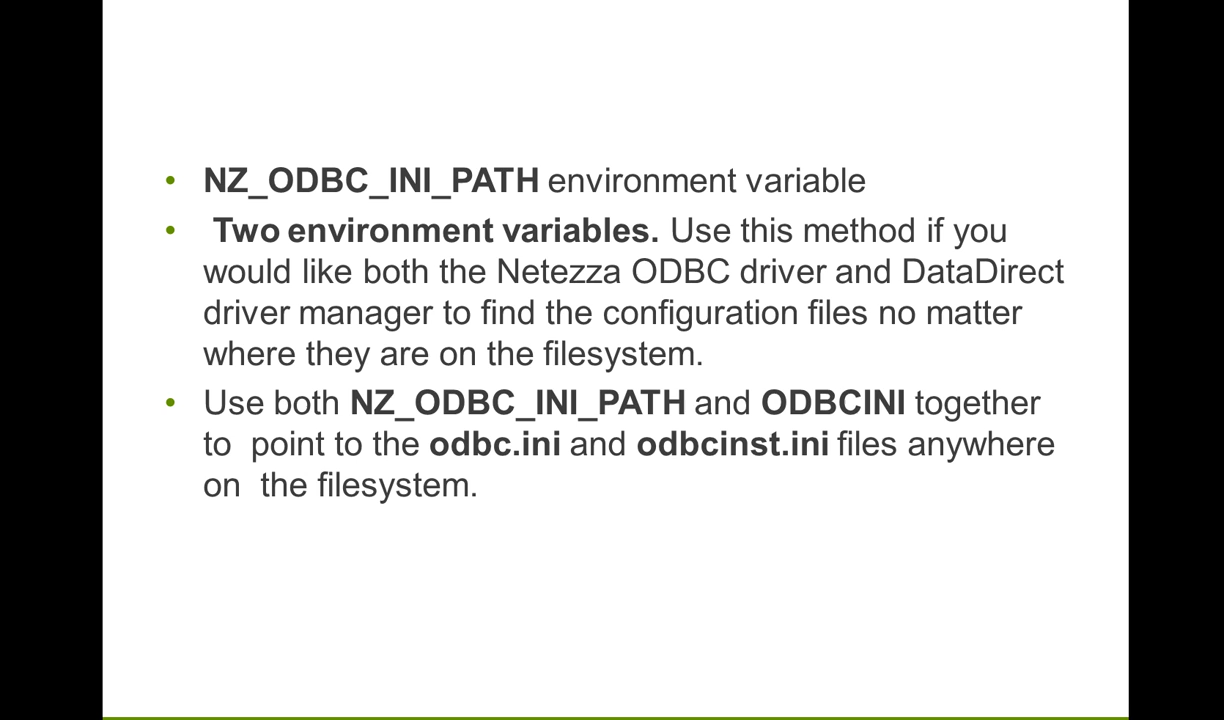 • NZ_ODBC_INI_PATH environment variable
• Two environment variables. Use this method if you
would like both the Netezza ODBC driver and DataDirect
driver manager to find the configuration files no matter
where they are on the filesystem.
• Use both NZ_ODBC_INI_PATH and ODBCINI together
to  point to the odbc.ini and odbcinst.ini files anywhere
on  the filesystem.